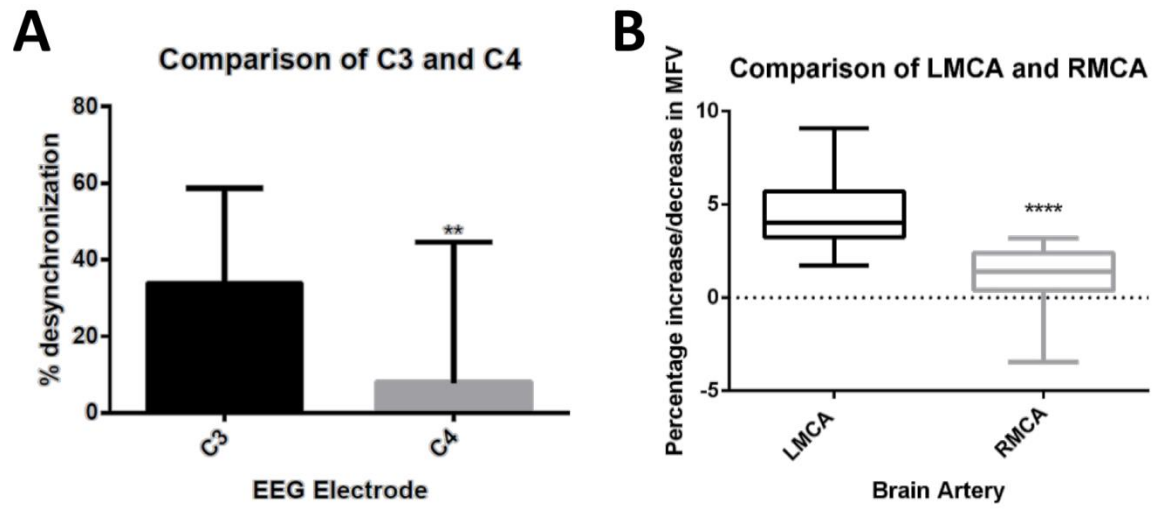 A
Comparison of C3 and C4
% desynchronization
80
60
40
20
0
**
C3
C4
EEG Electrode
B
Comparison of LMCA and RMCA
Percentage increase/decrease in MFV
10
5
0
-5
****
LMCA
RMCA
Brain Artery